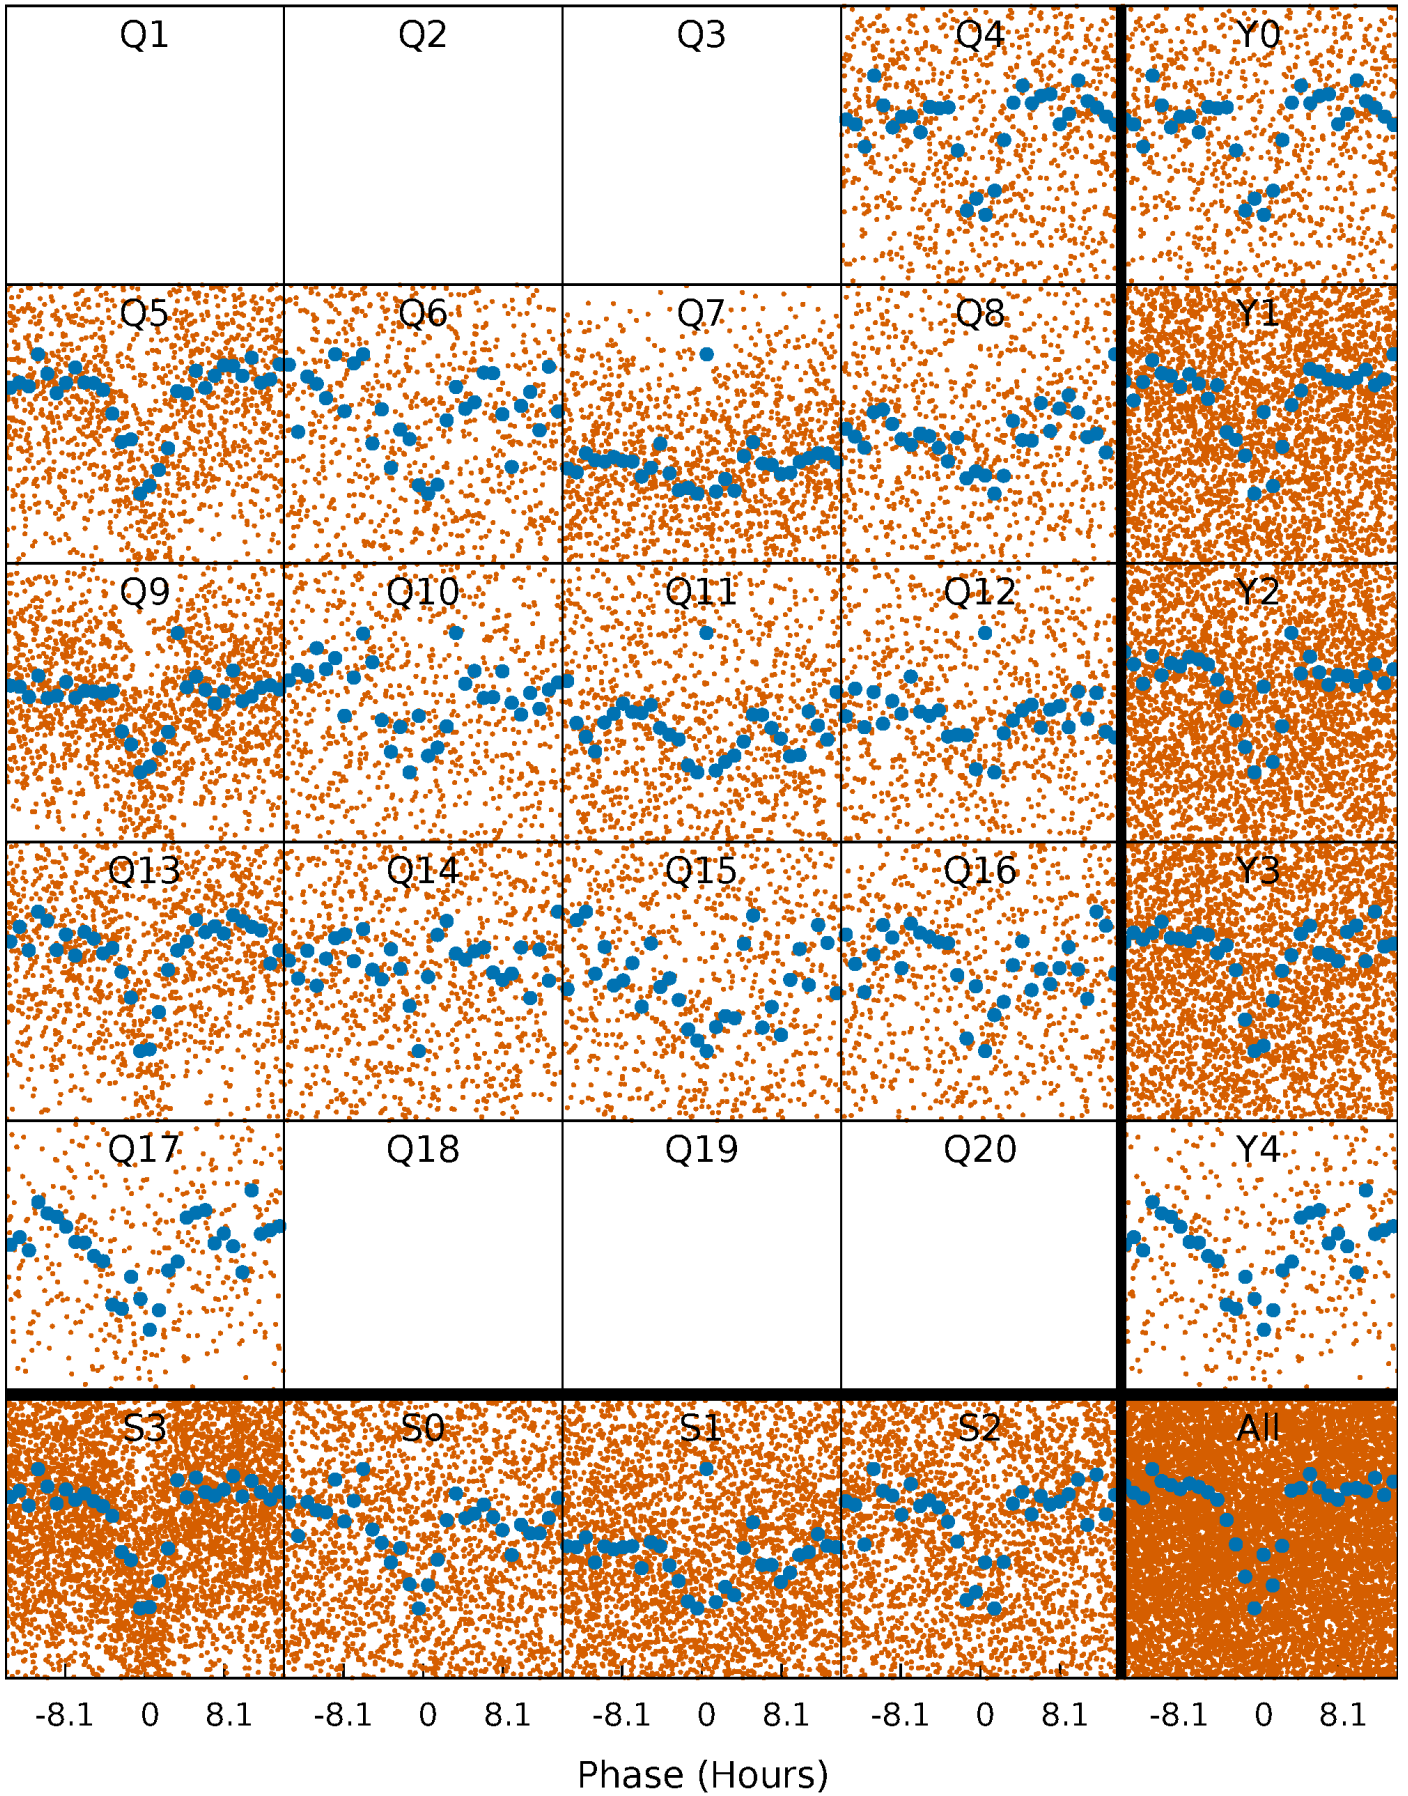 Q1 Q2 Q3 Q4 Y0
Q5 Q6 Q7 Q8 Y1
Q9 Q10 Q11 Q12 Y2
Q13 Q14 Q15 Q16 Y3
Q17 Q18 Q19 Q20 Y4
S3 S0 S1 S2 All
-8.1 0 8.1 -8.1 0 8.1 -8.1 0 8.1 -8.1 0 8.1 -8.1 0 8.1
Phase (Hours)